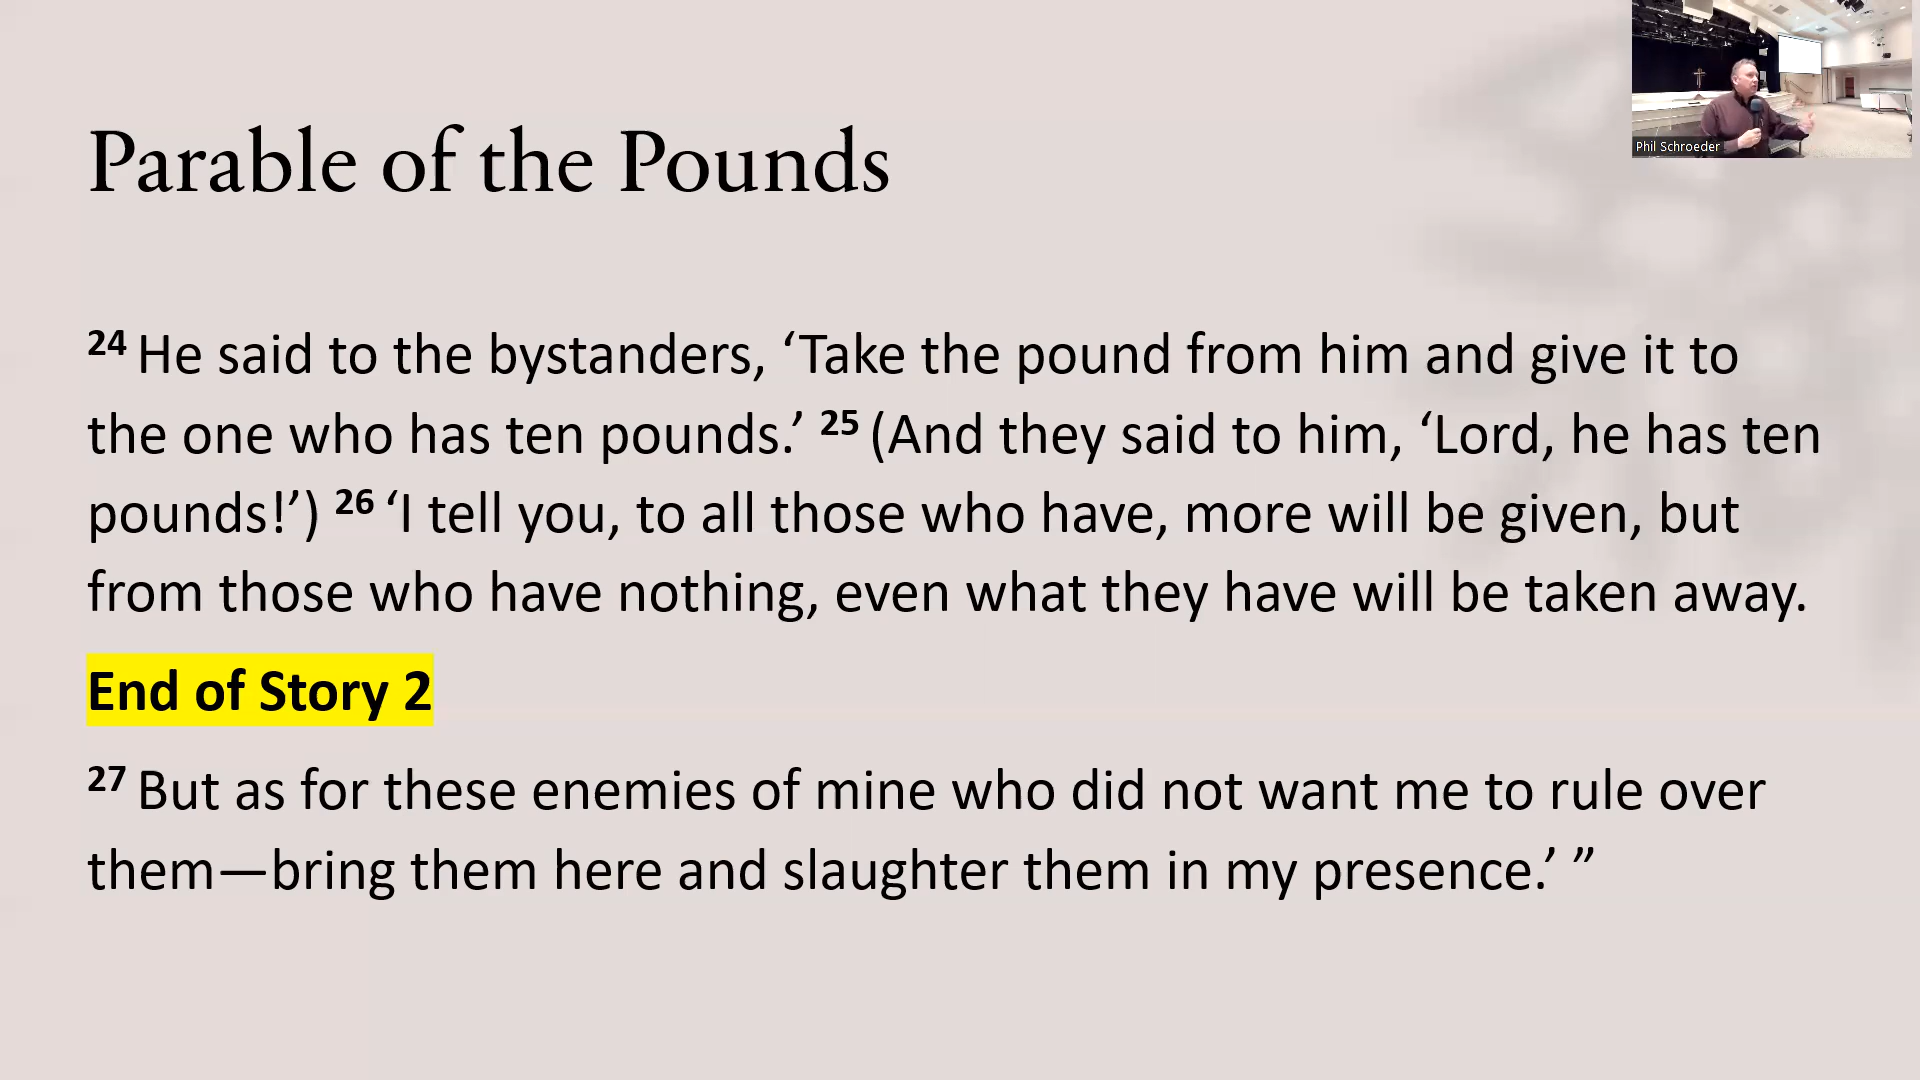 Parable of the Pounds
Phil Schroeder
24 He said to the bystanders, ‘Take the pound from him and give it to
the one who has ten pounds.’ 25 (And they said to him, ‘Lord, he has ten
pounds!’) 26 ‘I tell you, to all those who have, more will be given, but
from those who have nothing, even what they have will be taken away.
End of Story 2
27 But as for these enemies of mine who did not want me to rule over
them—bring them here and slaughter them in my presence.’ ”